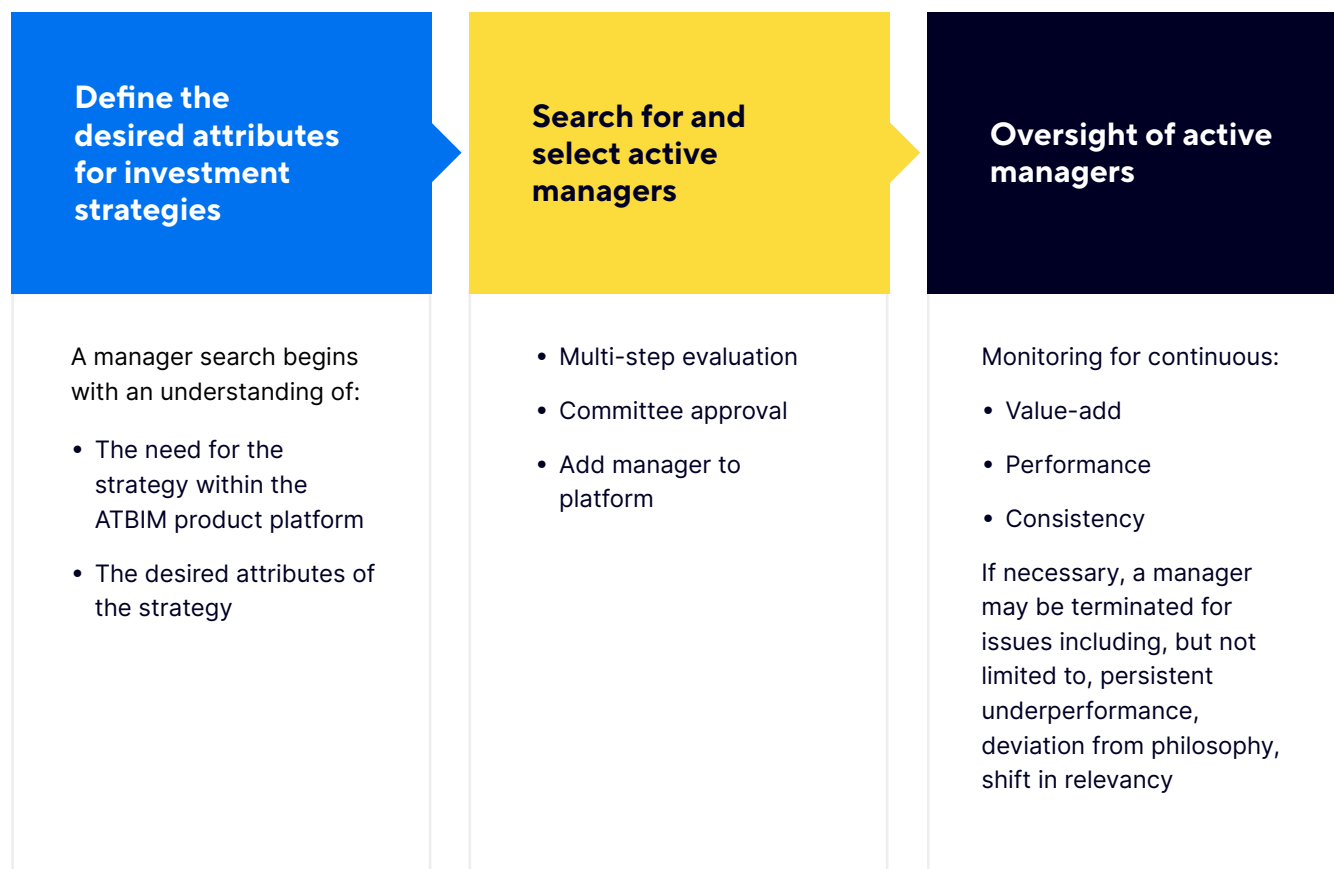 Define the
desired attributes
for investment
strategies
A manager search begins
with an understanding of:
• The need for the
strategy within the
ATBIM product platform
• The desired attributes of
the strategy
Search for and
select active
managers
• Multi-step evaluation
• Committee approval
• Add manager to
platform
Oversight of active
managers
Monitoring for continuous:
• Value-add
• Performance
• Consistency
If necessary, a manager
may be terminated for
issues including, but not
limited to, persistent
underperformance,
deviation from philosophy,
shift in relevancy